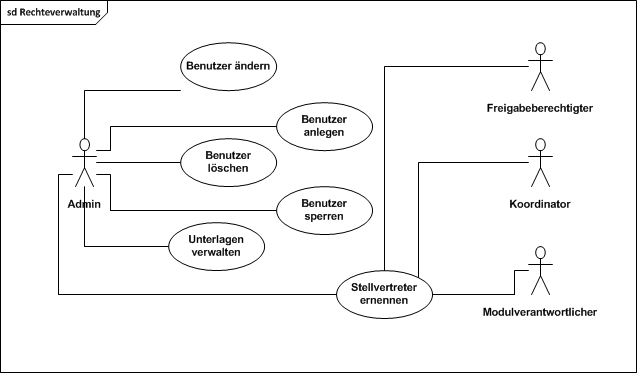 sd Rechteverwaltung
Benutzer ändern
Freigabeberechtigter
Benutzer
anlegen
Benutzer
löschen
Admin
Koordinator
Benutzer
sperren
Unterlagen
verwalten
Stellvertreter
ernennen
Modulverantwortlicher